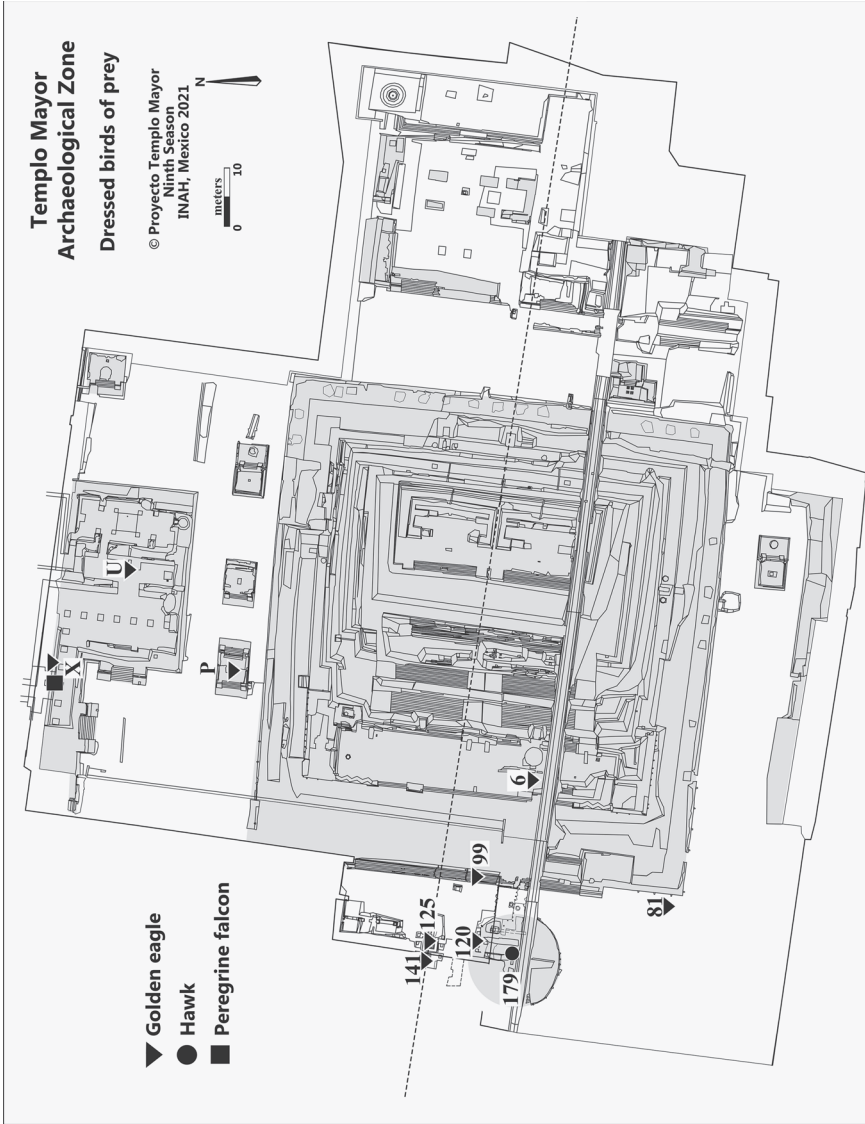 Templo Mayor
Archaeological Zone
Dressed birds of prey
© Proyecto Templo Mayor
Ninth Season
INAH, Mexico 2021
N
meters
0 10
U
X
P
6
99
125
141
120
179
81
Golden eagle
Hawk
Peregrine falcon